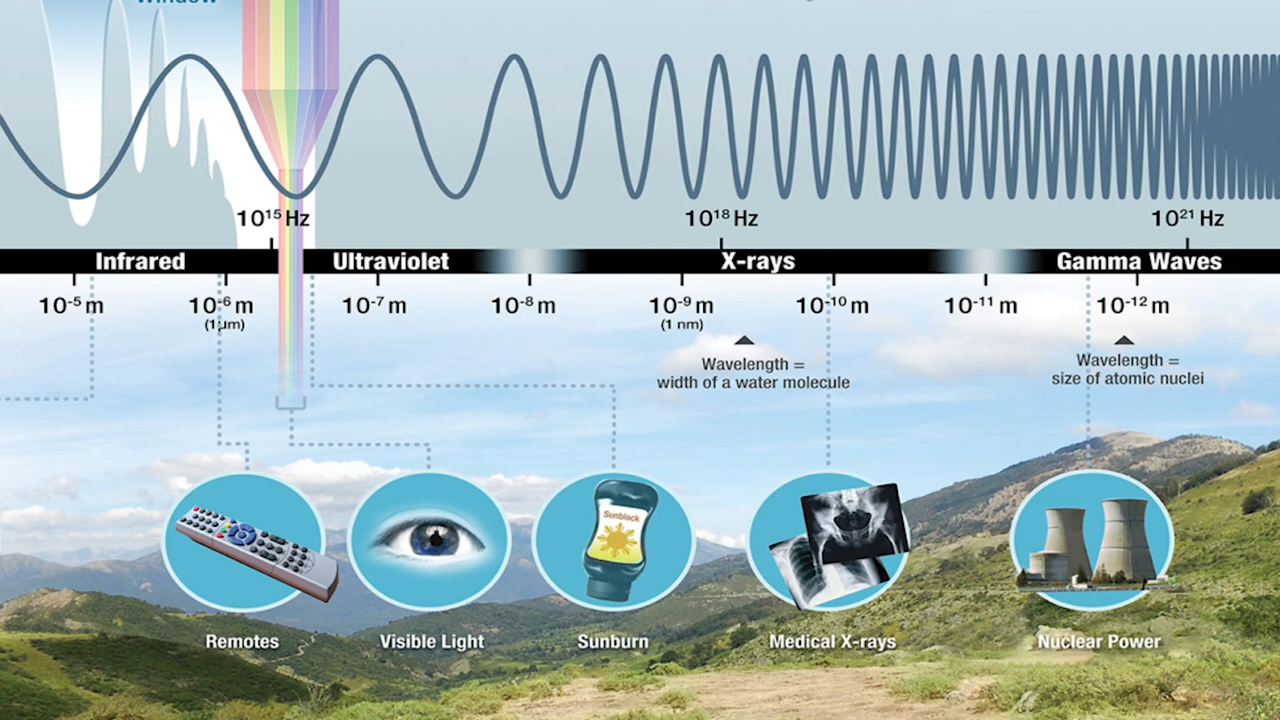 Window
10¹⁵ Hz
10¹⁸ Hz
10²¹ Hz
Infrared
Ultraviolet
X-rays
Gamma Waves
10⁻⁵ m
10⁻⁶ m
10⁻⁷ m
10⁻⁸ m
10⁻⁹ m
10⁻¹⁰ m
10⁻¹¹ m
10⁻¹² m
(1 µm)
(1 nm)
Wavelength =
width of a water molecule
Wavelength =
size of atomic nuclei
Sunblock
Remotes
Visible Light
Sunburn
Medical X-rays
Nuclear Power